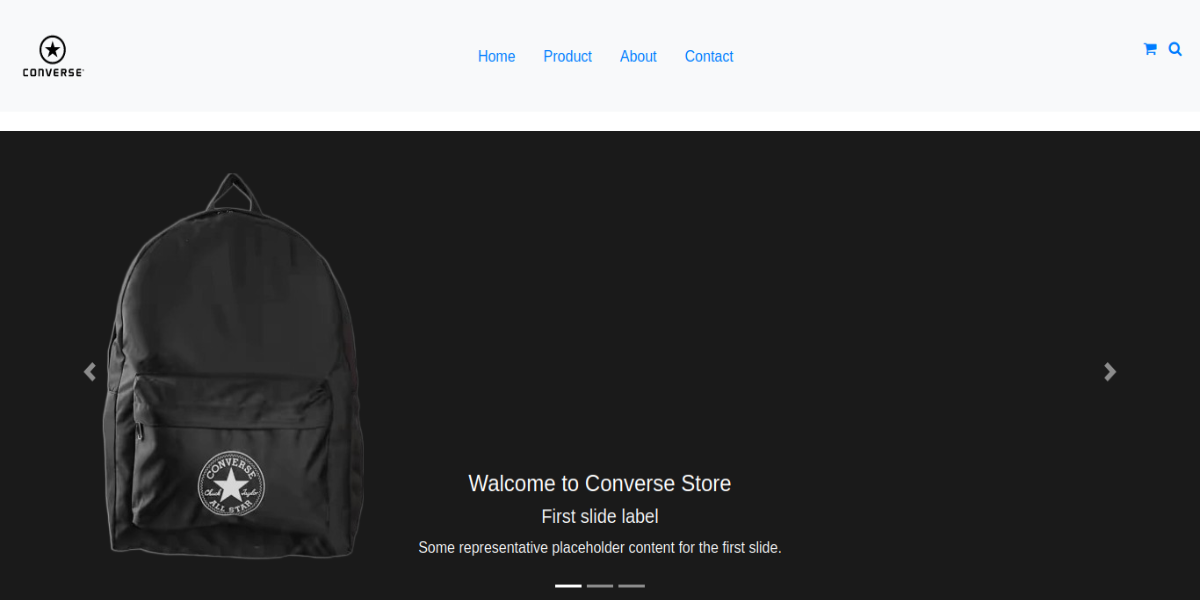 CONVERSE
Home Product About Contact
CONVERSE
Chuck Taylor
ALL STAR
Walcome to Converse Store
First slide label
Some representative placeholder content for the first slide.